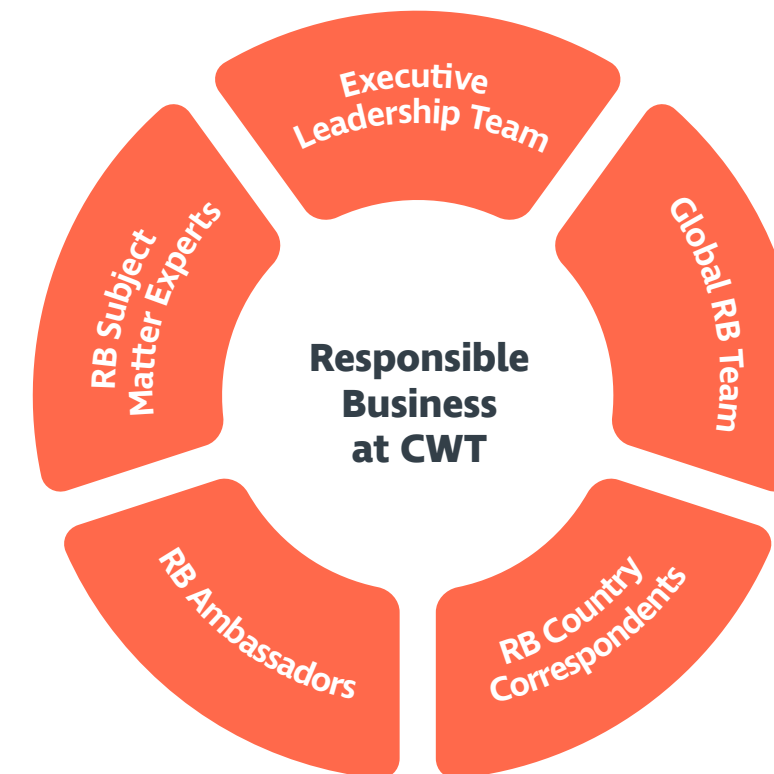 Executive
Leadership Team
Global RB Team
RB Country
Correspondents
RB Ambassadors
RB Subject
Matter Experts
Responsible
Business
at CWT